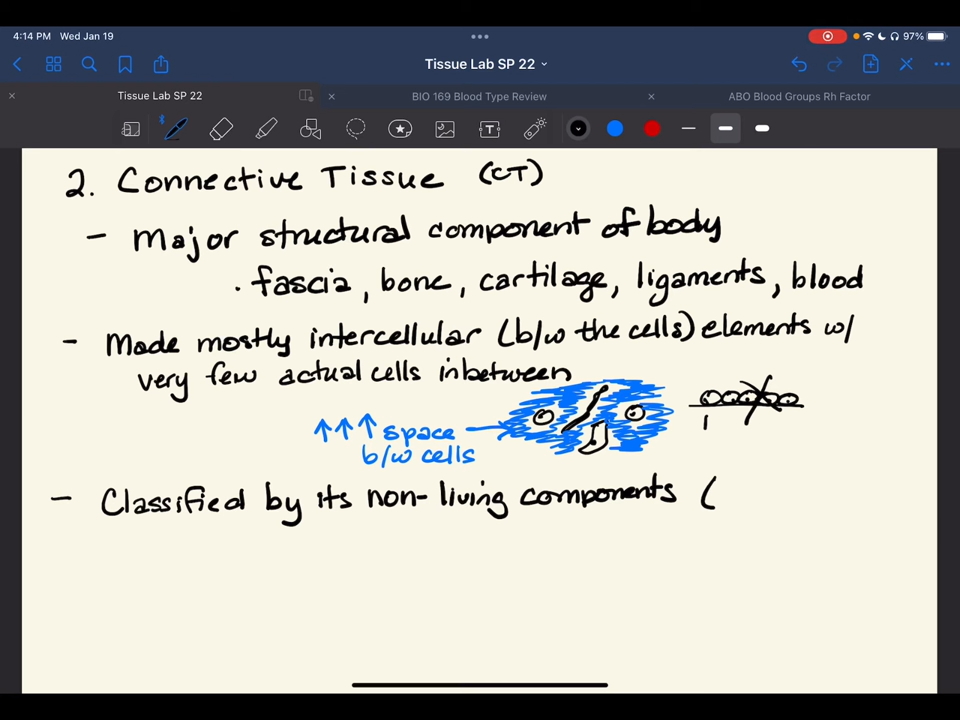 4:14 PM Wed Jan 19
97%
Tissue Lab SP 22
Tissue Lab SP 22
BIO 169 Blood Type Review
ABO Blood Groups Rh Factor
2. Connective Tissue (CT)
- Major structural component of body
. fascia, bone, cartilage, ligaments, blood
- Made mostly intercellular (b/w the cells) elements w/
very few actual cells inbetween
↑↑↑ space
b/w cells
- Classified by its non-living components (